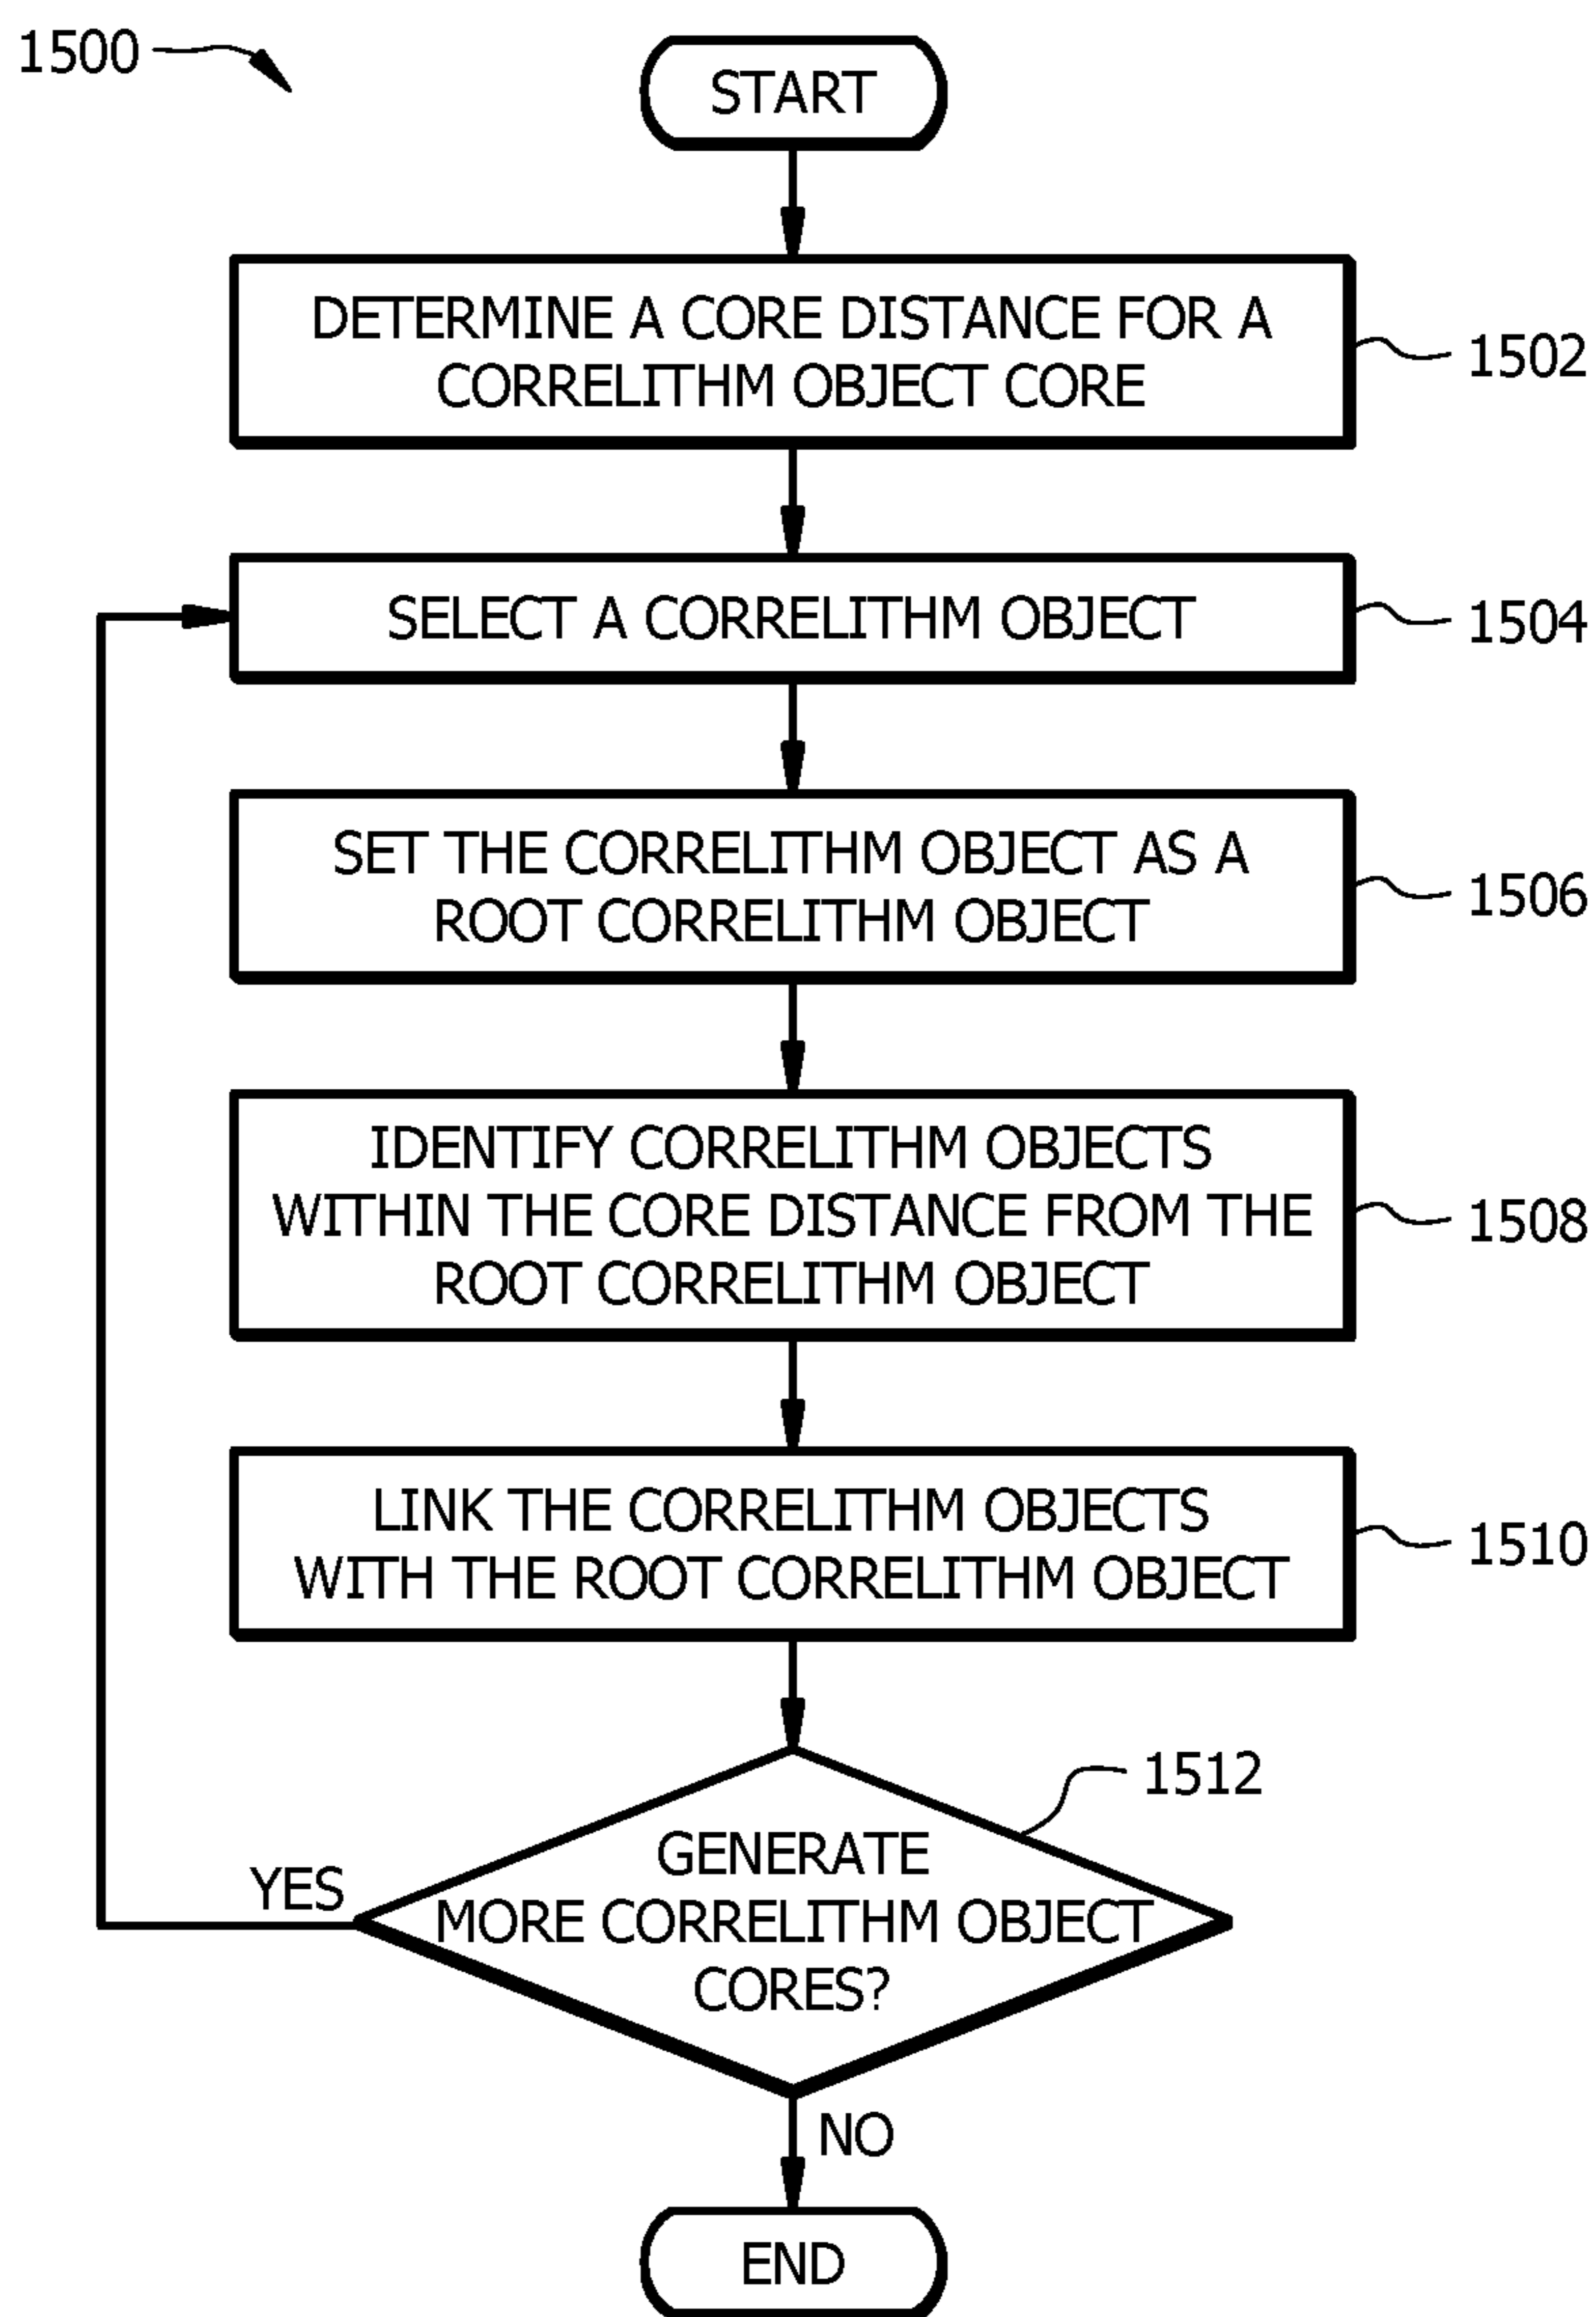 1500
START
DETERMINE A CORE DISTANCE FOR A
CORRELITHM OBJECT CORE
1502
SELECT A CORRELITHM OBJECT
1504
SET THE CORRELITHM OBJECT AS A
ROOT CORRELITHM OBJECT
1506
IDENTIFY CORRELITHM OBJECTS
WITHIN THE CORE DISTANCE FROM THE
ROOT CORRELITHM OBJECT
1508
LINK THE CORRELITHM OBJECTS
WITH THE ROOT CORRELITHM OBJECT
1510
1512
GENERATE
MORE CORRELITHM OBJECT
CORES?
YES
NO
END